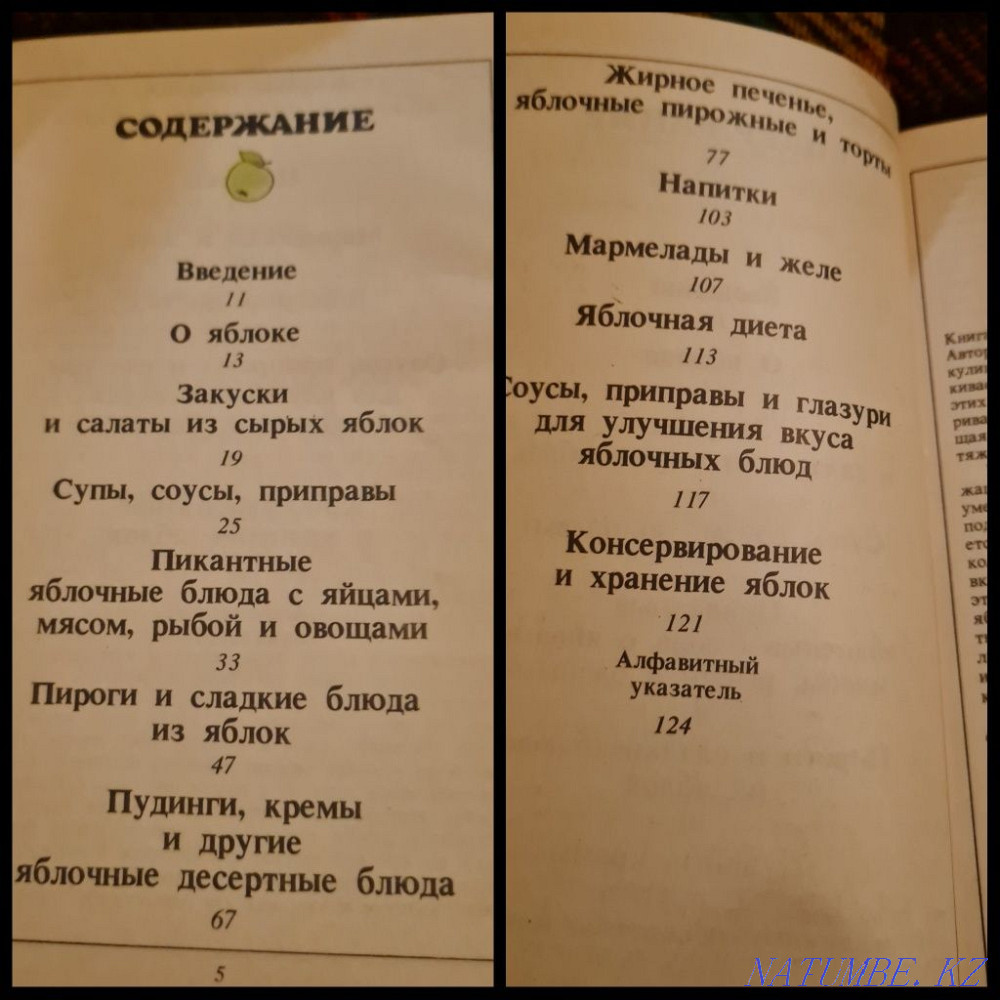 СОДЕРЖАНИЕ
Введение
11
О яблоке
13
Закуски
и салаты из сырых яблок
19
Супы, соусы, приправы
25
Пикантные
яблочные блюда с яйцами,
мясом, рыбой и овощами
33
Пироги и сладкие блюда
из яблок
47
Пудинги, кремы
и другие
яблочные десертные блюда
67
5
Жирное печенье,
яблочные пирожные и торты
77
Напитки
103
Мармелады и желе
107
Яблочная диета
113
Соусы, приправы и глазури
для улучшения вкуса
яблочных блюд
117
Консервирование
и хранение яблок
121
Алфавитный
указатель
124
NATUMBE.KZ